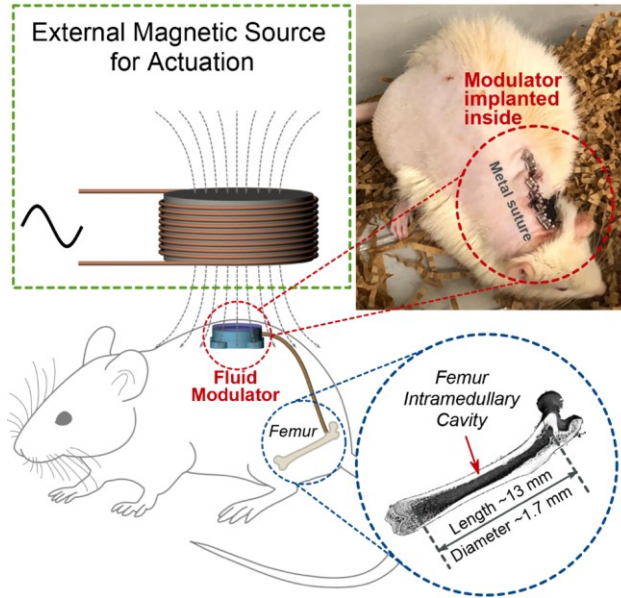 External Magnetic Source
for Actuation
Modulator
implanted
inside
Metal suture
Fluid
Modulator
Femur
Femur
Intramedullary
Cavity
Length ~13 mm
Diameter ~1.7 mm